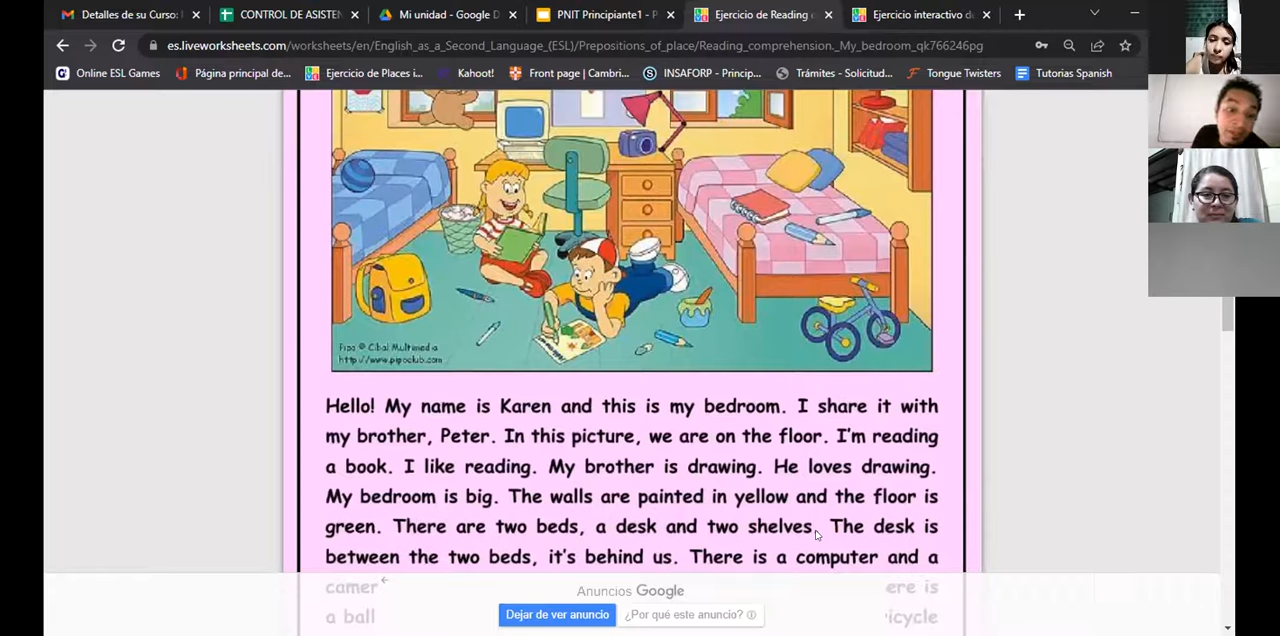 Detalles de su Curso: I
CONTROL DE ASISTEN
Mi unidad - Google D
PNIT Principiante1 - P
Ejercicio de Reading c
Ejercicio interactivo de
es.liveworksheets.com/worksheets/en/English_as_a_Second_Language_(ESL)/Prepositions_of_place/Reading_comprehension._My_bedroom_qk766246pg
Online ESL Games
Página principal de...
Ejercicio de Places i...
Kahoot!
Front page | Cambri...
INSAFORP - Princip...
Trámites - Solicitud...
Tongue Twisters
Tutorias Spanish
Pipo © Cibal Multimedia
http://www.pipoclub.com
Hello! My name is Karen and this is my bedroom. I share it with
my brother, Peter. In this picture, we are on the floor. I'm reading
a book. I like reading. My brother is drawing. He loves drawing.
My bedroom is big. The walls are painted in yellow and the floor is
green. There are two beds, a desk and two shelves. The desk is
between the two beds, it's behind us. There is a computer and a
camer ere is
Anuncios Google
a ball icycle
Dejar de ver anuncio
¿Por qué este anuncio?